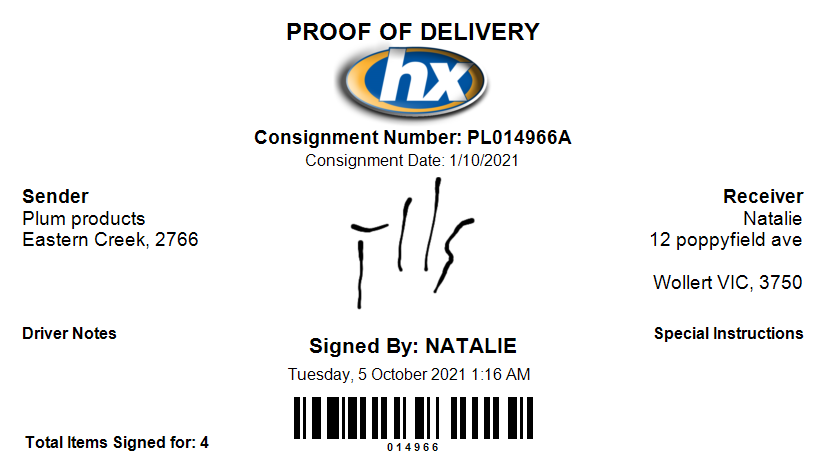 PROOF OF DELIVERY
hx
Consignment Number: PL014966A
Consignment Date: 1/10/2021
Sender
Plum products
Eastern Creek, 2766
Receiver
Natalie
12 poppyfield ave
Wollert VIC, 3750
Driver Notes
Special Instructions
Signed By: NATALIE
Tuesday, 5 October 2021 1:16 AM
014966
Total Items Signed for: 4